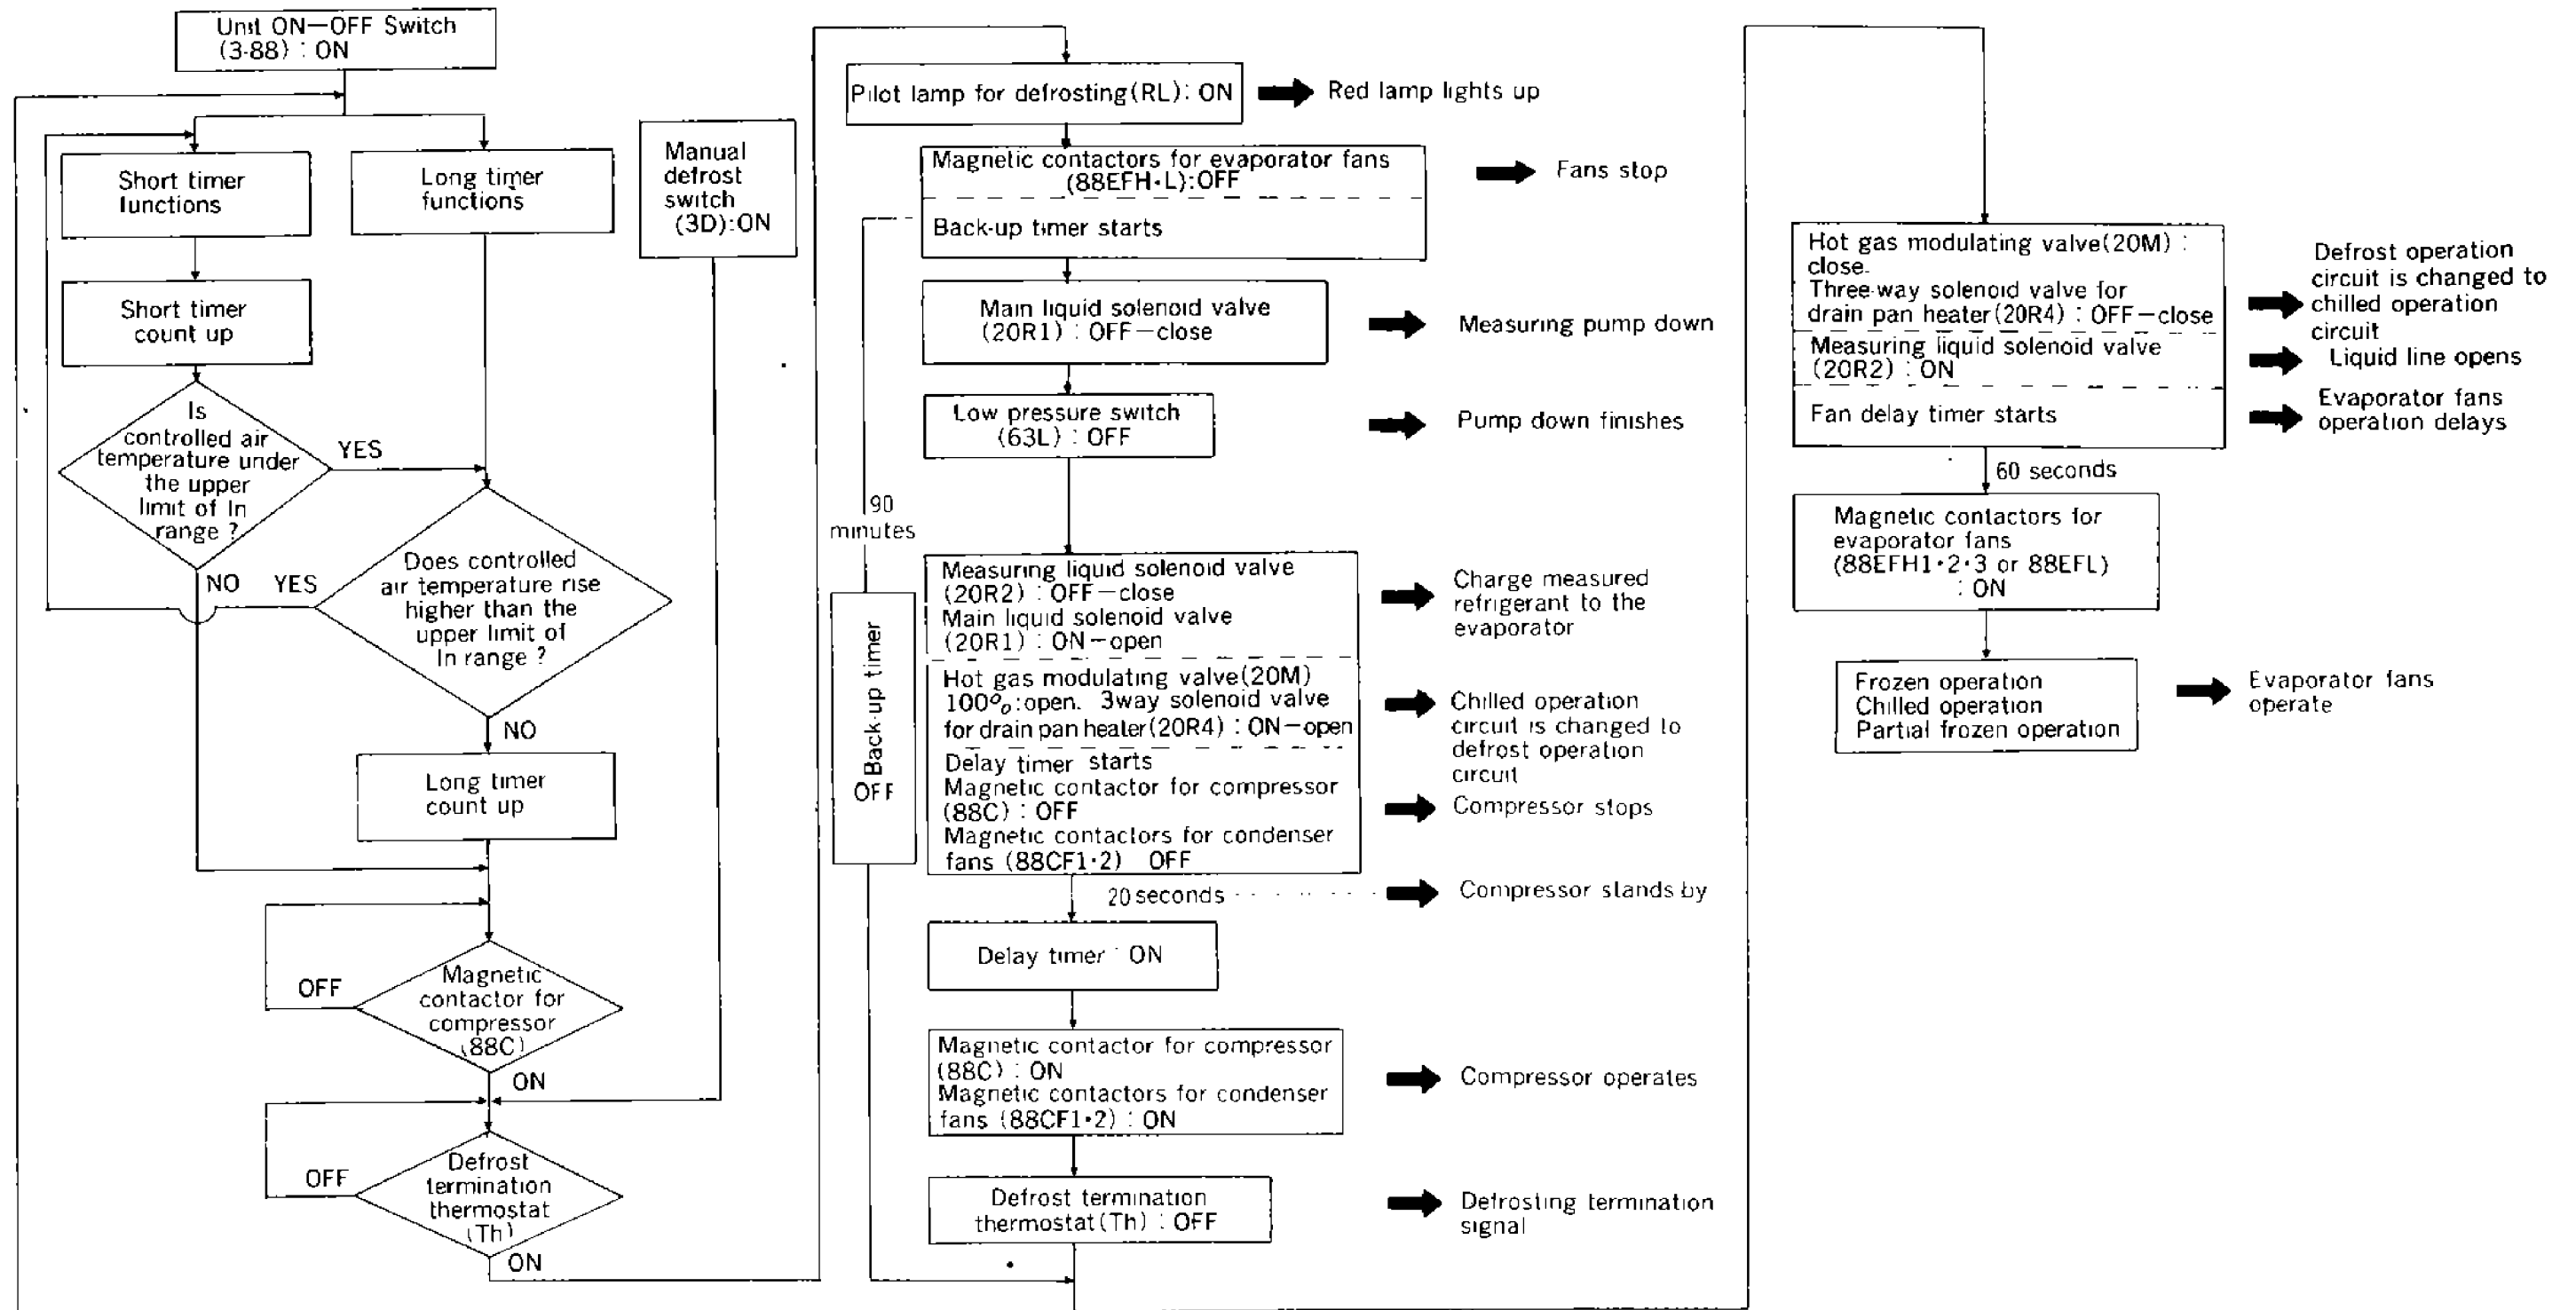 Unit ON－OFF Switch
(3-88) : ON
Short timer
functions
Long timer
functions
Manual
defrost
switch
(3D):ON
Short timer
count up
Is
controlled air
temperature under
the upper
limit of In
range ?
YES
NO
YES
Does controlled
air temperature rise
higher than the
upper limit of
In range ?
NO
Long timer
count up
OFF
Magnetic
contactor for
compressor
(88C)
ON
OFF
Defrost
termination
thermostat
(Th)
ON
Pilot lamp for defrosting(RL): ON
Red lamp lights up
Magnetic contactors for evaporator fans
(88EFH·L):OFF
Fans stop
Back-up timer starts
Main liquid solenoid valve
(20R1) : OFF－close
Measuring pump down
Low pressure switch
(63L) : OFF
Pump down finishes
90
minutes
Back-up timer
OFF
Measuring liquid solenoid valve
(20R2) : OFF－close
Main liquid solenoid valve
(20R1) : ON－open
Charge measured
refrigerant to the
evaporator
Hot gas modulating valve(20M)
100%:open. 3way solenoid valve
for drain pan heater(20R4) : ON－open
Chilled operation
circuit is changed to
defrost operation
circuit
Delay timer starts
Magnetic contactor for compressor
(88C) : OFF
Magnetic contactors for condenser
fans (88CF1·2) OFF
Compressor stops
20 seconds
Compressor stands by
Delay timer : ON
Magnetic contactor for compressor
(88C) : ON
Magnetic contactors for condenser
fans (88CF1·2) : ON
Compressor operates
Defrost termination
thermostat(Th) : OFF
Defrosting termination
signal
Hot gas modulating valve(20M) :
close.
Three-way solenoid valve for
drain pan heater(20R4) : OFF－close
Defrost operation
circuit is changed to
chilled operation
circuit
Measuring liquid solenoid valve
(20R2) : ON
Liquid line opens
Fan delay timer starts
Evaporator fans
operation delays
60 seconds
Magnetic contactors for
evaporator fans
(88EFH1·2·3 or 88EFL)
: ON
Frozen operation
Chilled operation
Partial frozen operation
Evaporator fans
operate